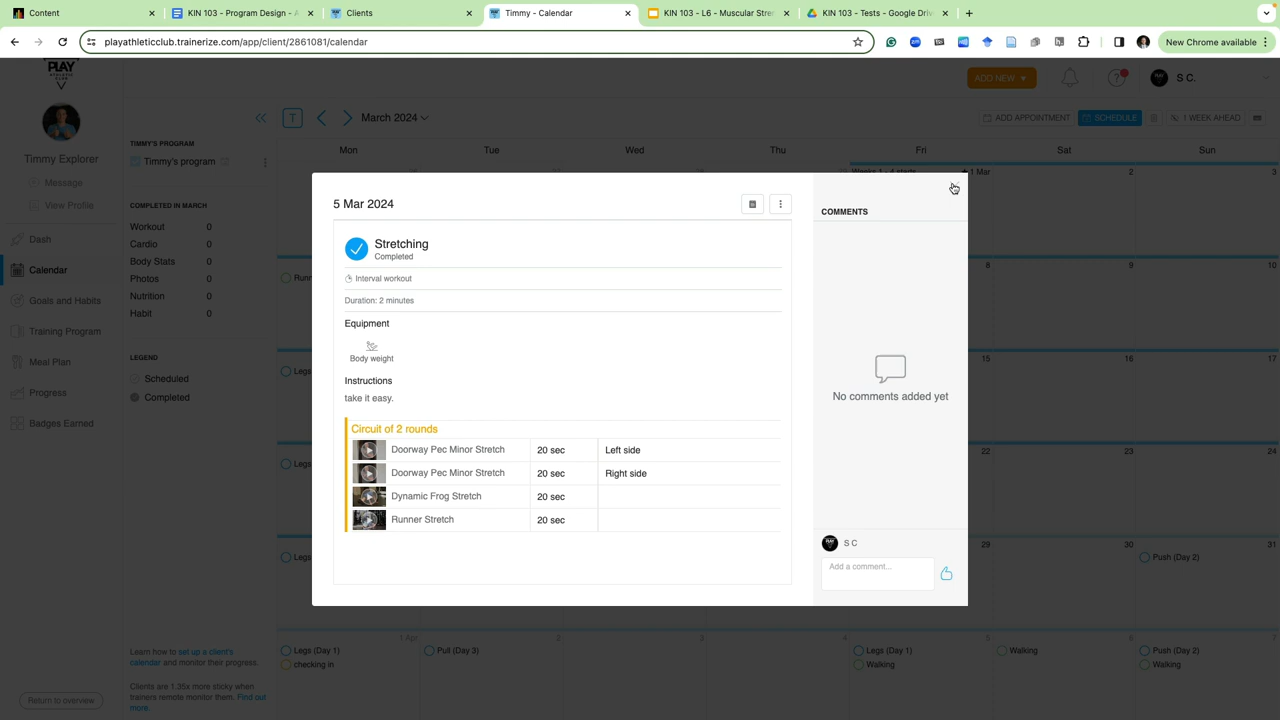 Content
KIN 103 - Program Design - A
Clients
Timmy - Calendar
KIN 103 - L6 - Muscular Stre
KIN 103 - Tests - Google Driv
playathleticclub.trainerize.com/app/client/2861081/calendar
New Chrome available
PLAY
ATHLETIC CLUB
ADD NEW
S C.
Timmy Explorer
Message
View Profile
Dash
Calendar
Goals and Habits
Training Program
Meal Plan
Progress
Badges Earned
Return to overview
TIMMY'S PROGRAM
Timmy's program
COMPLETED IN MARCH
Workout 0
Cardio 0
Body Stats 0
Photos 0
Nutrition 0
Habit 0
LEGEND
Scheduled
Completed
Learn how to set up a client's
calendar and monitor their progress.
Clients are 1.35x more sticky when
trainers remote monitor them. Find out
more.
T
March 2024
ADD APPOINTMENT
SCHEDULE
1 WEEK AHEAD
Mon Tue Wed Thu Fri Sat Sun
Weeks 1 - 4 starts
1 Mar 2 3
5 Mar 2024
Stretching
Completed
Interval workout
Duration: 2 minutes
Equipment
Body weight
Instructions
take it easy.
Circuit of 2 rounds
Doorway Pec Minor Stretch 20 sec Left side
Doorway Pec Minor Stretch 20 sec Right side
Dynamic Frog Stretch 20 sec
Runner Stretch 20 sec
COMMENTS
No comments added yet
S C
Add a comment...
Runn
8 9 10
Legs
15 16 17
Legs
22 23 24
Legs
29 30 31
Push (Day 2)
1 Apr 2 3 4 5 6 7
Legs (Day 1)
checking in
Pull (Day 3)
Legs (Day 1)
Walking
Walking
Push (Day 2)
Walking